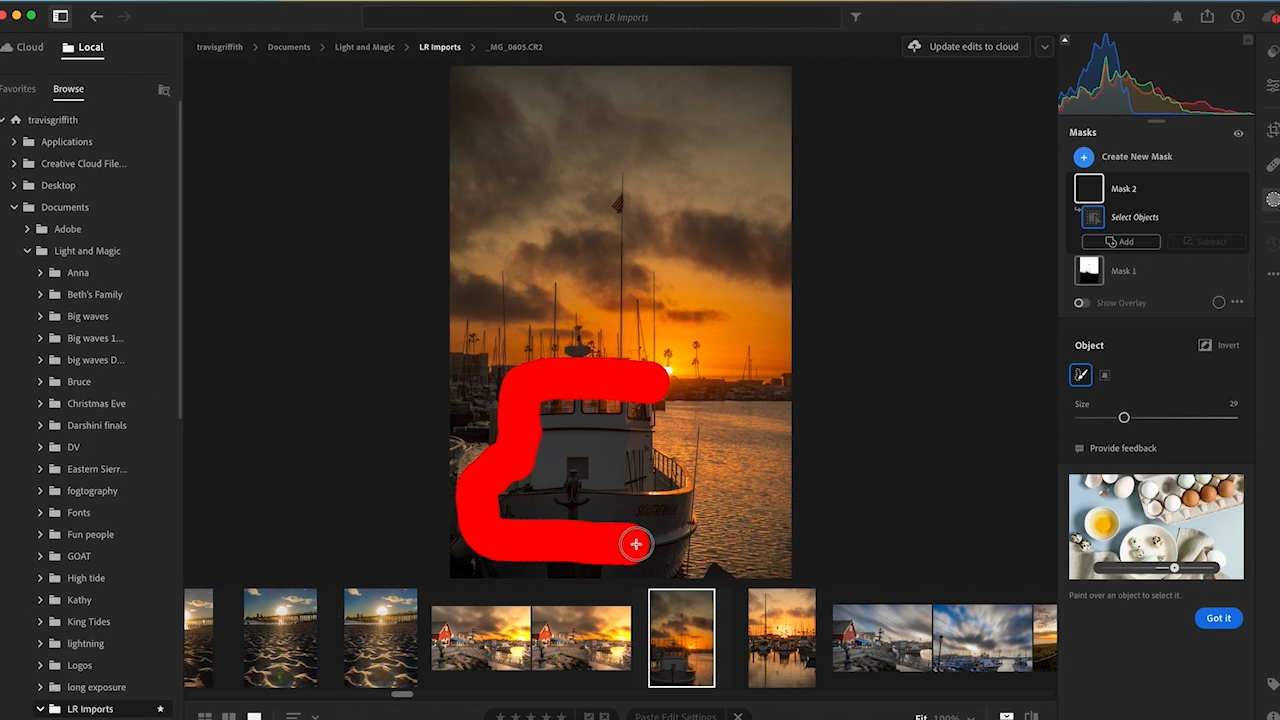 Search LR Imports
Cloud
Local
travisgriffith
Documents
Light and Magic
LR Imports
_MG_0605.CR2
Update edits to cloud
Favorites
Browse
travisgriffith
Applications
Creative Cloud File...
Desktop
Documents
Adobe
Light and Magic
Anna
Beth's Family
Big waves
Big waves 1...
big waves D...
Bruce
Christmas Eve
Darshini finals
DV
Eastern Sierr...
fogtography
Fonts
Fun people
GOAT
High tide
Kathy
King Tides
lightning
Logos
long exposure
LR Imports
Masks
Create New Mask
Mask 2
Select Objects
Add
Subtract
Mask 1
Show Overlay
Object
Invert
Size
29
Provide feedback
Paint over an object to select it.
Got it
Paste Edit Settings
Fit
100%